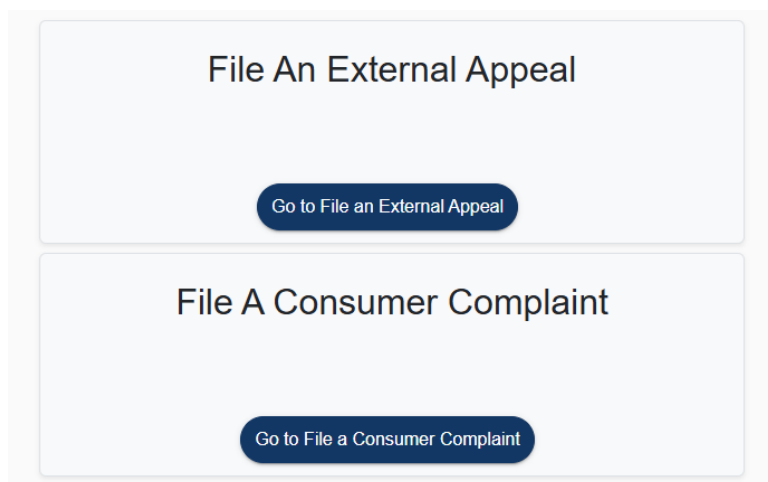 File An External Appeal
Go to File an External Appeal
File A Consumer Complaint
Go to File a Consumer Complaint